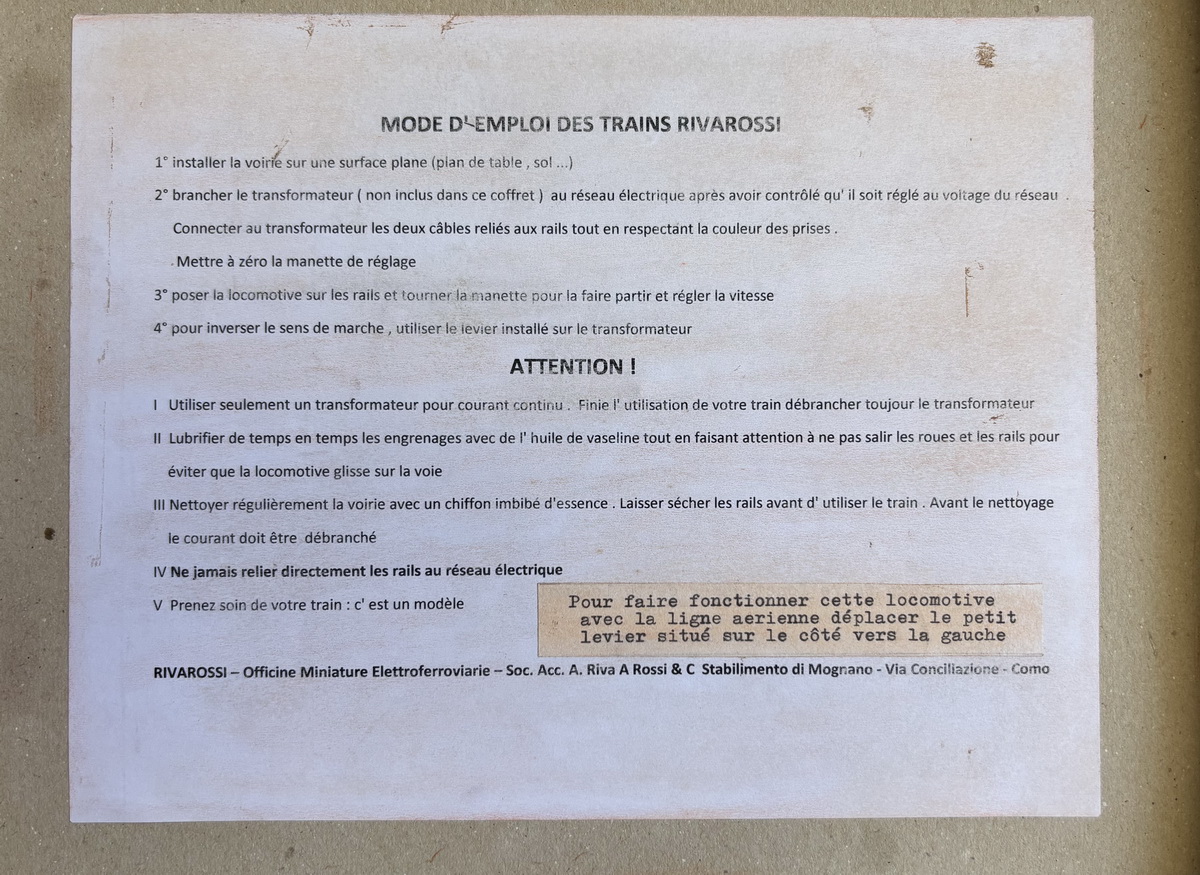 MODE D'EMPLOI DES TRAINS RIVAROSSI
1° installer la voirie sur une surface plane (plan de table , sol ...)
2° brancher le transformateur ( non inclus dans ce coffret ) au réseau électrique après avoir contrôlé qu' il soit réglé au voltage du réseau .
Connecter au transformateur les deux câbles reliés aux rails tout en respectant la couleur des prises .
Mettre à zéro la manette de réglage
3° poser la locomotive sur les rails et tourner la manette pour la faire partir et régler la vitesse
4° pour inverser le sens de marche , utiliser le levier installé sur le transformateur
ATTENTION !
I Utiliser seulement un transformateur pour courant continu . Finie l' utilisation de votre train débrancher toujour le transformateur
II Lubrifier de temps en temps les engrenages avec de l' huile de vaseline tout en faisant attention à ne pas salir les roues et les rails pour
éviter que la locomotive glisse sur la voie
III Nettoyer régulièrement la voirie avec un chiffon imbibé d'essence . Laisser sécher les rails avant d' utiliser le train . Avant le nettoyage
le courant doit être débranché
IV Ne jamais relier directement les rails au réseau électrique
V Prenez soin de votre train : c' est un modèle
Pour faire fonctionner cette locomotive
avec la ligne aerienne déplacer le petit
levier situé sur le côté vers la gauche
RIVAROSSI – Officine Miniature Elettroferroviarie – Soc. Acc. A. Riva A Rossi & C Stabilimento di Mognano - Via Conciliazione - Como